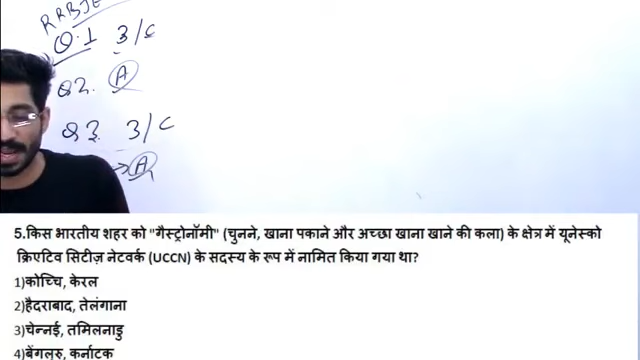 RRBJE
Q.1 3/C
Q2. A
Q3. 3/C
→ A
5.किस भारतीय शहर को "गैस्ट्रोनॉमी" (चुनने, खाना पकाने और अच्छा खाना खाने की कला) के क्षेत्र में यूनेस्को
क्रिएटिव सिटीज़ नेटवर्क (UCCN) के सदस्य के रूप में नामित किया गया था?
1)कोच्चि, केरल
2)हैदराबाद, तेलंगाना
3)चेन्नई, तमिलनाडु
4)बेंगलुरु, कर्नाटक